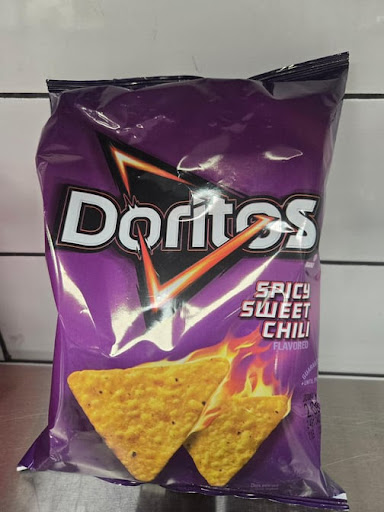 Doritos
SPICY
SWEET
CHILI
FLAVORED